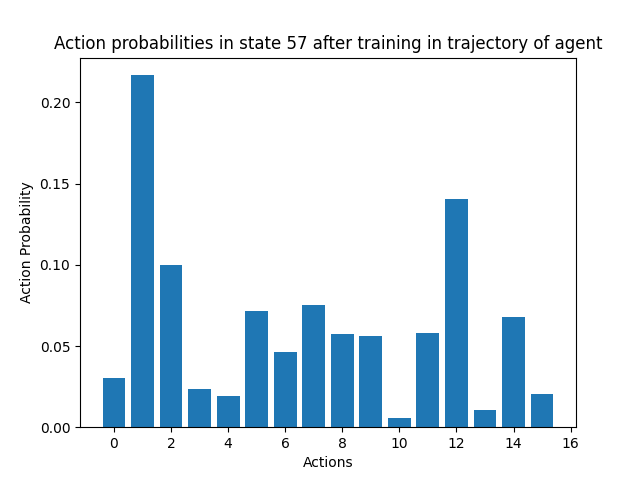 Action probabilities in state 57 after training in trajectory of agent
0.20
0.15
0.10
0.05
0.00
Action Probability
0 2 4 6 8 10 12 14 16
Actions